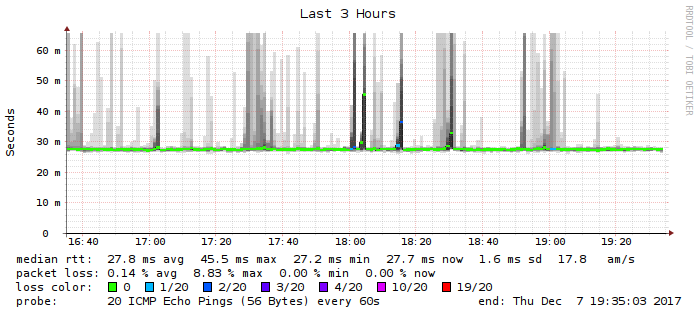 Last 3 Hours
RRDTOOL / TOBI OETIKER
Seconds
60 m
50 m
40 m
30 m
20 m
10 m
0
16:40 17:00 17:20 17:40 18:00 18:20 18:40 19:00 19:20
median rtt: 27.8 ms avg 45.5 ms max 27.2 ms min 27.7 ms now 1.6 ms sd 17.8 am/s
packet loss: 0.14 % avg 8.83 % max 0.00 % min 0.00 % now
loss color: 0 1/20 2/20 3/20 4/20 10/20 19/20
probe: 20 ICMP Echo Pings (56 Bytes) every 60s end: Thu Dec 7 19:35:03 2017